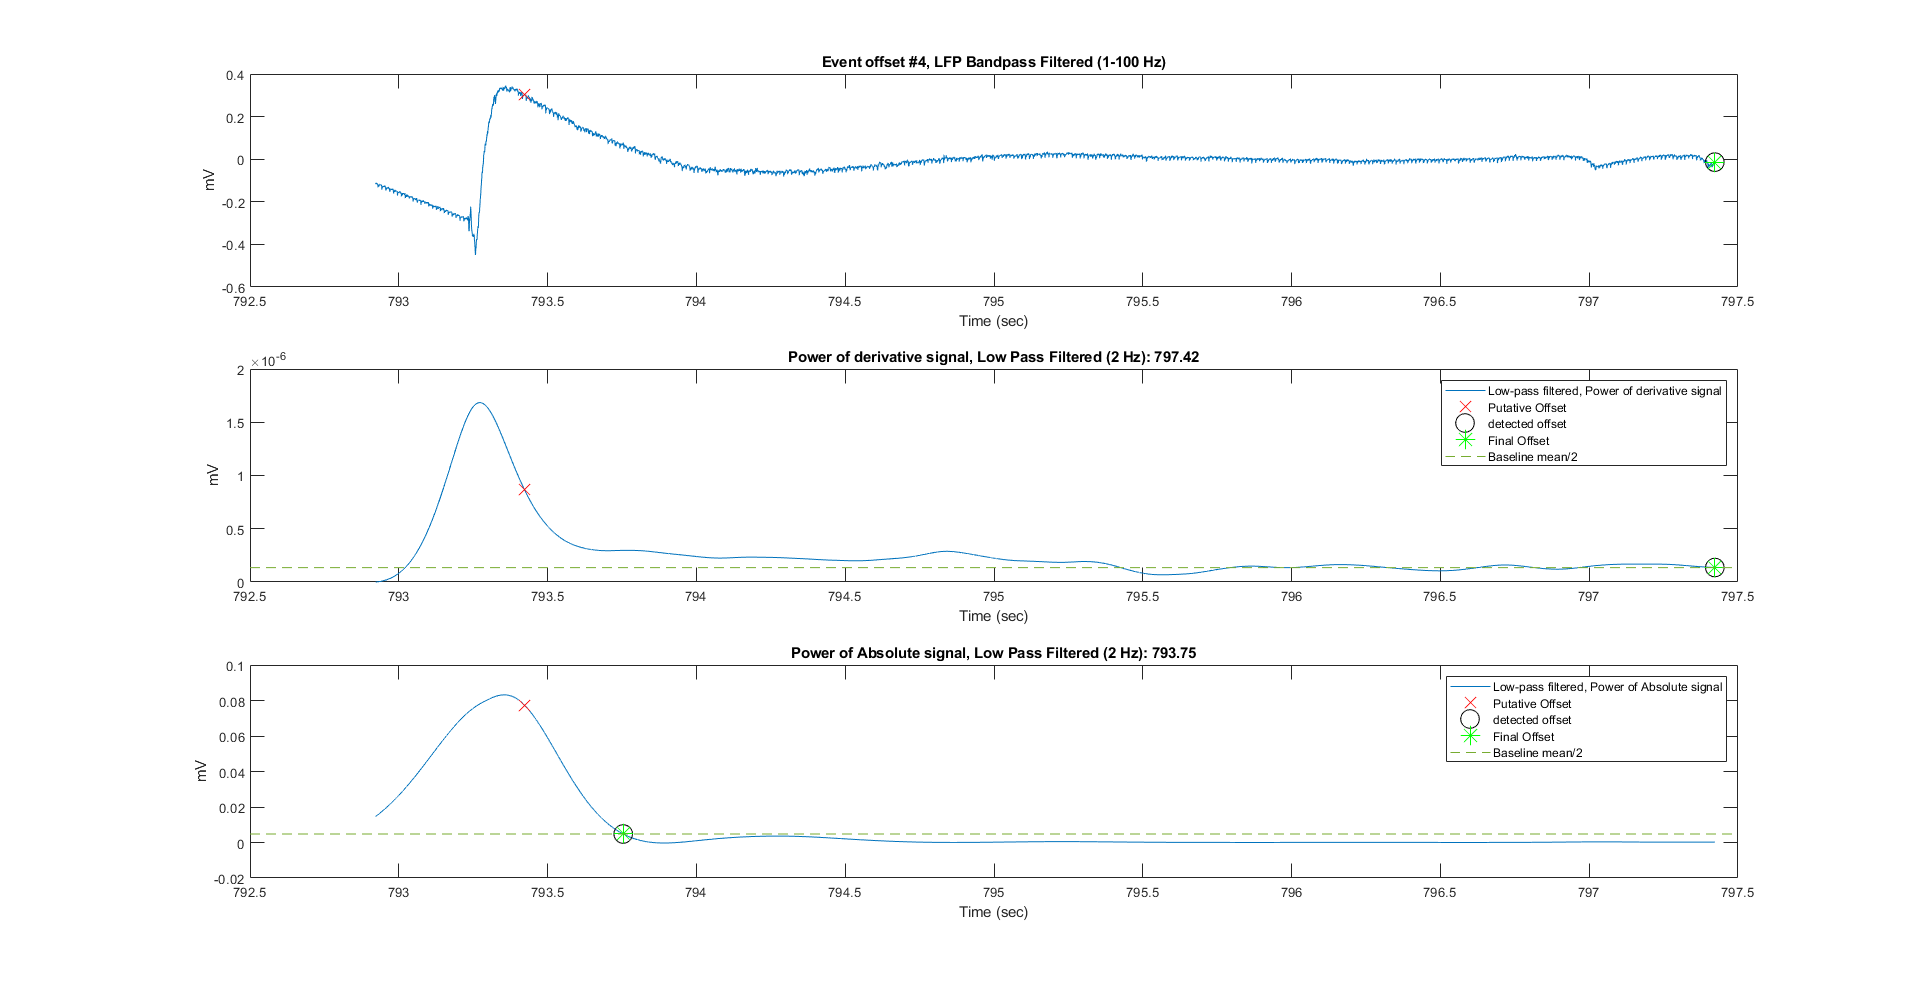 Event offset #4, LFP Bandpass Filtered (1-100 Hz)
0.4
0.2
0
-0.2
-0.4
-0.6
mV
792.5 793 793.5 794 794.5 795 795.5 796 796.5 797 797.5
Time (sec)
Power of derivative signal, Low Pass Filtered (2 Hz): 797.42
×10-6
2
1.5
1
0.5
0
mV
Low-pass filtered, Power of derivative signal
Putative Offset
detected offset
Final Offset
Baseline mean/2
792.5 793 793.5 794 794.5 795 795.5 796 796.5 797 797.5
Time (sec)
Power of Absolute signal, Low Pass Filtered (2 Hz): 793.75
0.1
0.08
0.06
0.04
0.02
0
-0.02
mV
Low-pass filtered, Power of Absolute signal
Putative Offset
detected offset
Final Offset
Baseline mean/2
792.5 793 793.5 794 794.5 795 795.5 796 796.5 797 797.5
Time (sec)